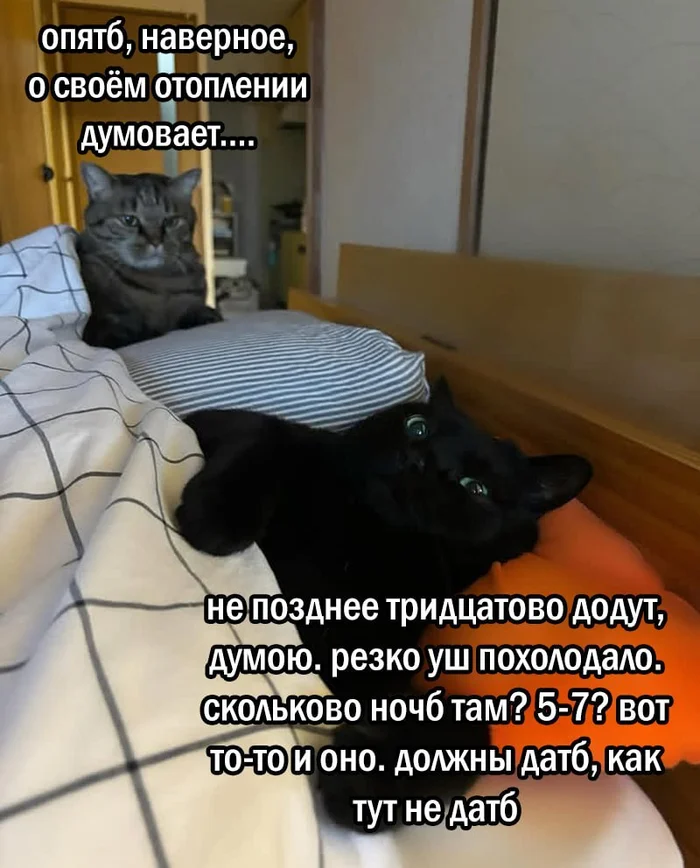 опятб, наверное,
о своём отоплении
думовает....
не позднее тридцатово додут,
думою. резко уш похолодало.
скольково ночб там? 5-7? вот
то-то и оно. должны датб, как
тут не датб